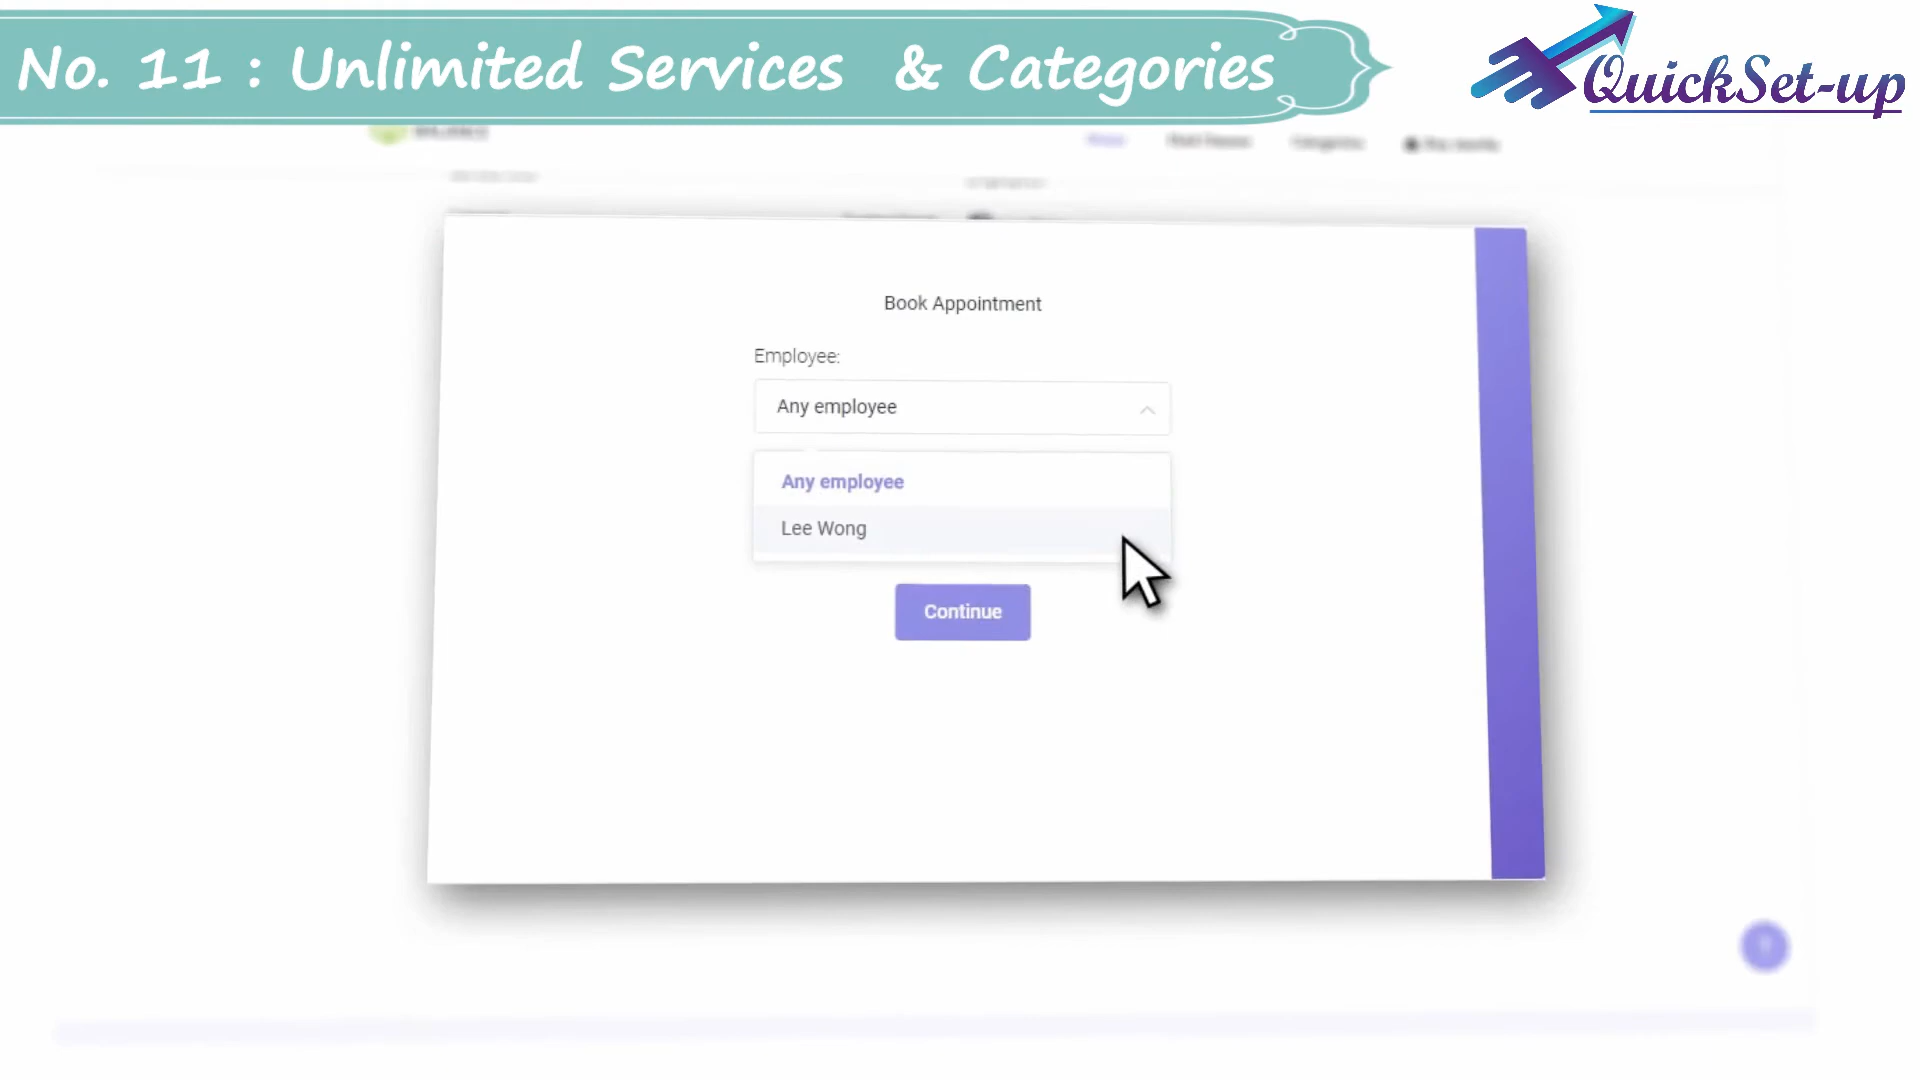 No. 11 : Unlimited Services & Categories
QuickSet-up
Book Appointment
Employee:
Any employee
Any employee
Lee Wong
Continue